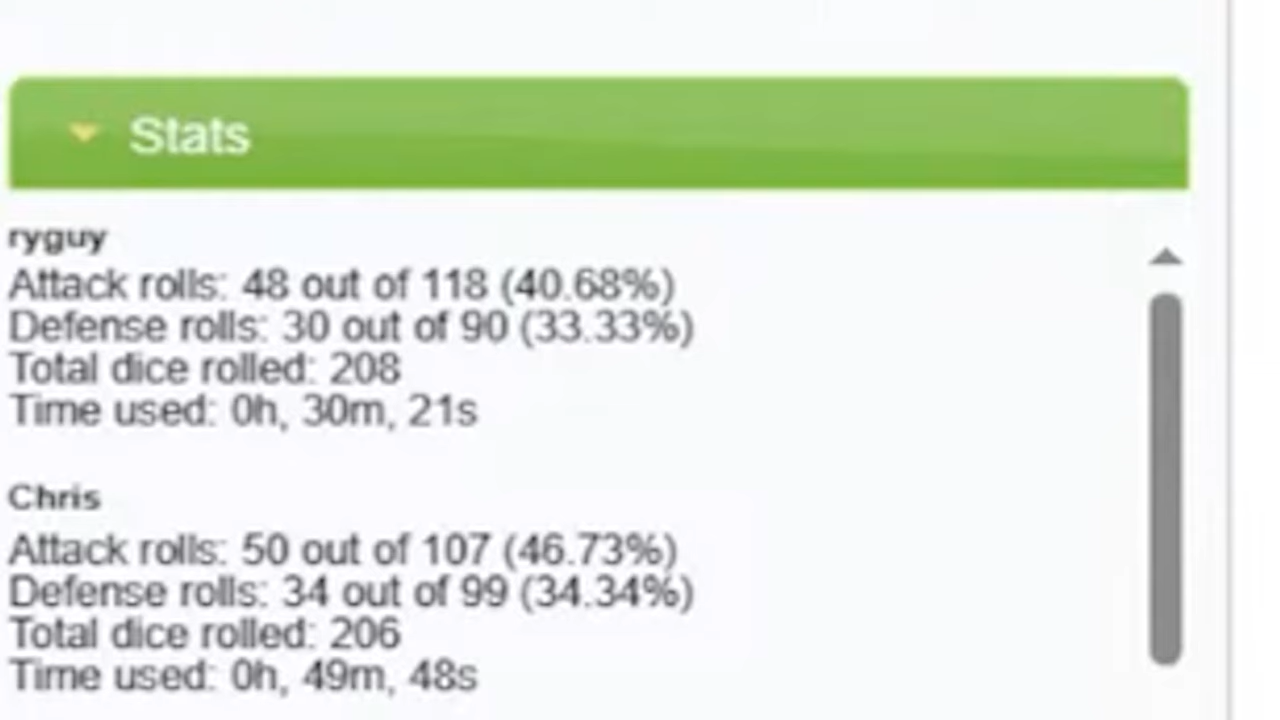 Stats
ryguy
Attack rolls: 48 out of 118 (40.68%)
Defense rolls: 30 out of 90 (33.33%)
Total dice rolled: 208
Time used: 0h, 30m, 21s
Chris
Attack rolls: 50 out of 107 (46.73%)
Defense rolls: 34 out of 99 (34.34%)
Total dice rolled: 206
Time used: 0h, 49m, 48s